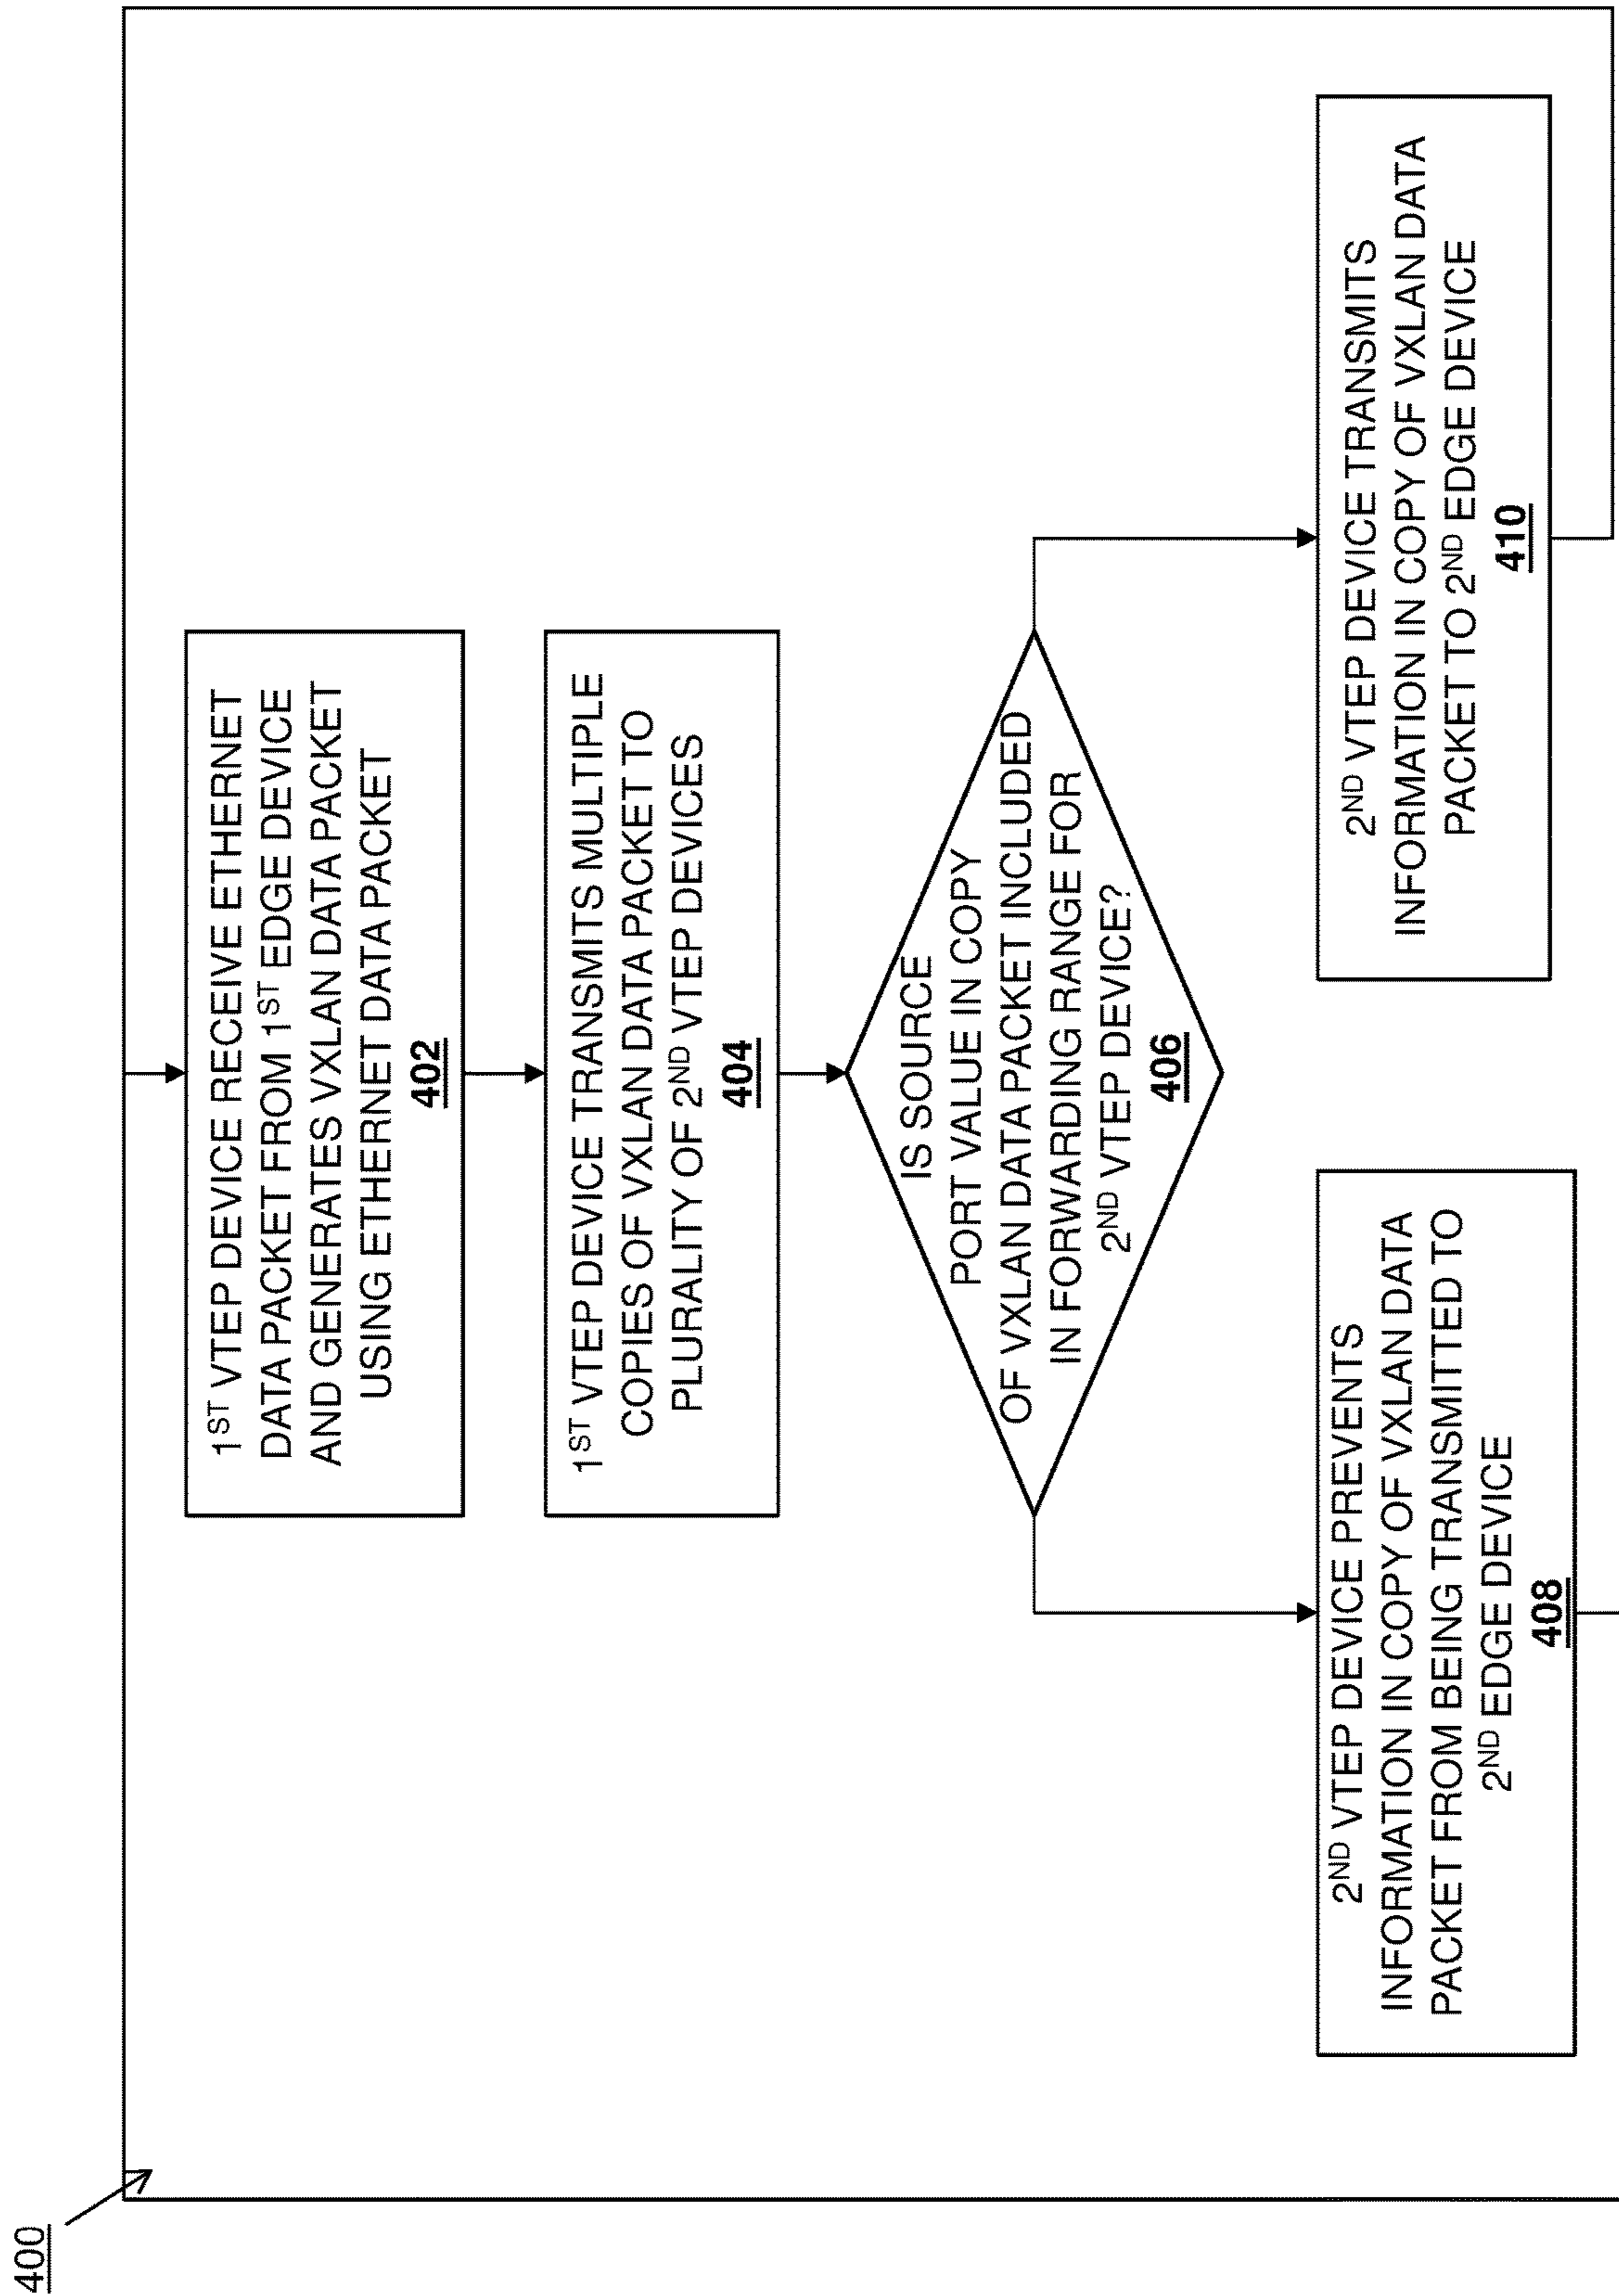 400
1ST VTEP DEVICE RECEIVE ETHERNET
DATA PACKET FROM 1ST EDGE DEVICE
AND GENERATES VXLAN DATA PACKET
USING ETHERNET DATA PACKET
402
1ST VTEP DEVICE TRANSMITS MULTIPLE
COPIES OF VXLAN DATA PACKET TO
PLURALITY OF 2ND VTEP DEVICES
404
IS SOURCE
PORT VALUE IN COPY
OF VXLAN DATA PACKET INCLUDED
IN FORWARDING RANGE FOR
2ND VTEP DEVICE?
406
2ND VTEP DEVICE PREVENTS
INFORMATION IN COPY OF VXLAN DATA
PACKET FROM BEING TRANSMITTED TO
2ND EDGE DEVICE
408
2ND VTEP DEVICE TRANSMITS
INFORMATION IN COPY OF VXLAN DATA
PACKET TO 2ND EDGE DEVICE
410